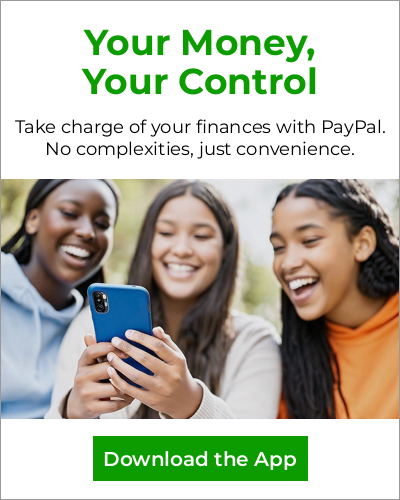 Your Money,
Your Control
Take charge of your finances with PayPal.
No complexities, just convenience.
Download the App